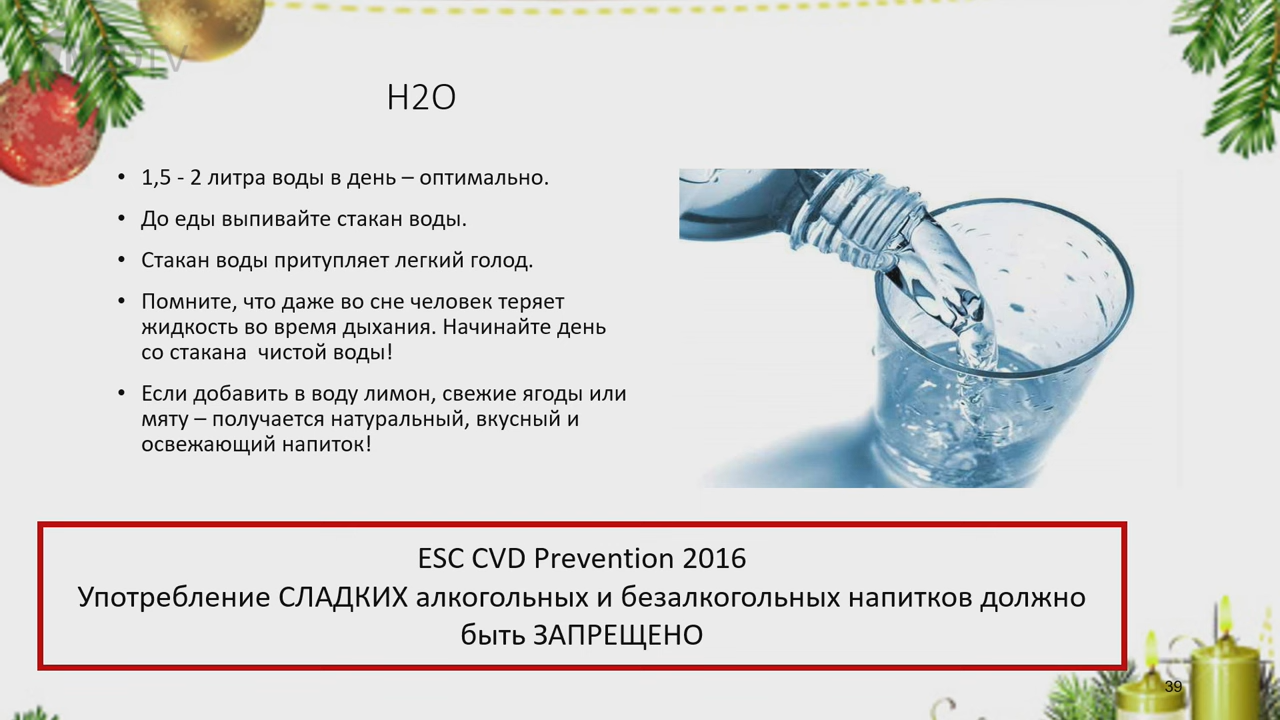 H2O
• 1,5 - 2 литра воды в день – оптимально.
• До еды выпивайте стакан воды.
• Стакан воды притупляет легкий голод.
• Помните, что даже во сне человек теряет
жидкость во время дыхания. Начинайте день
со стакана  чистой воды!
• Если добавить в воду лимон, свежие ягоды или
мяту – получается натуральный, вкусный и
освежающий напиток!
ESC CVD Prevention 2016
Употребление СЛАДКИХ алкогольных и безалкогольных напитков должно
быть ЗАПРЕЩЕНО
39